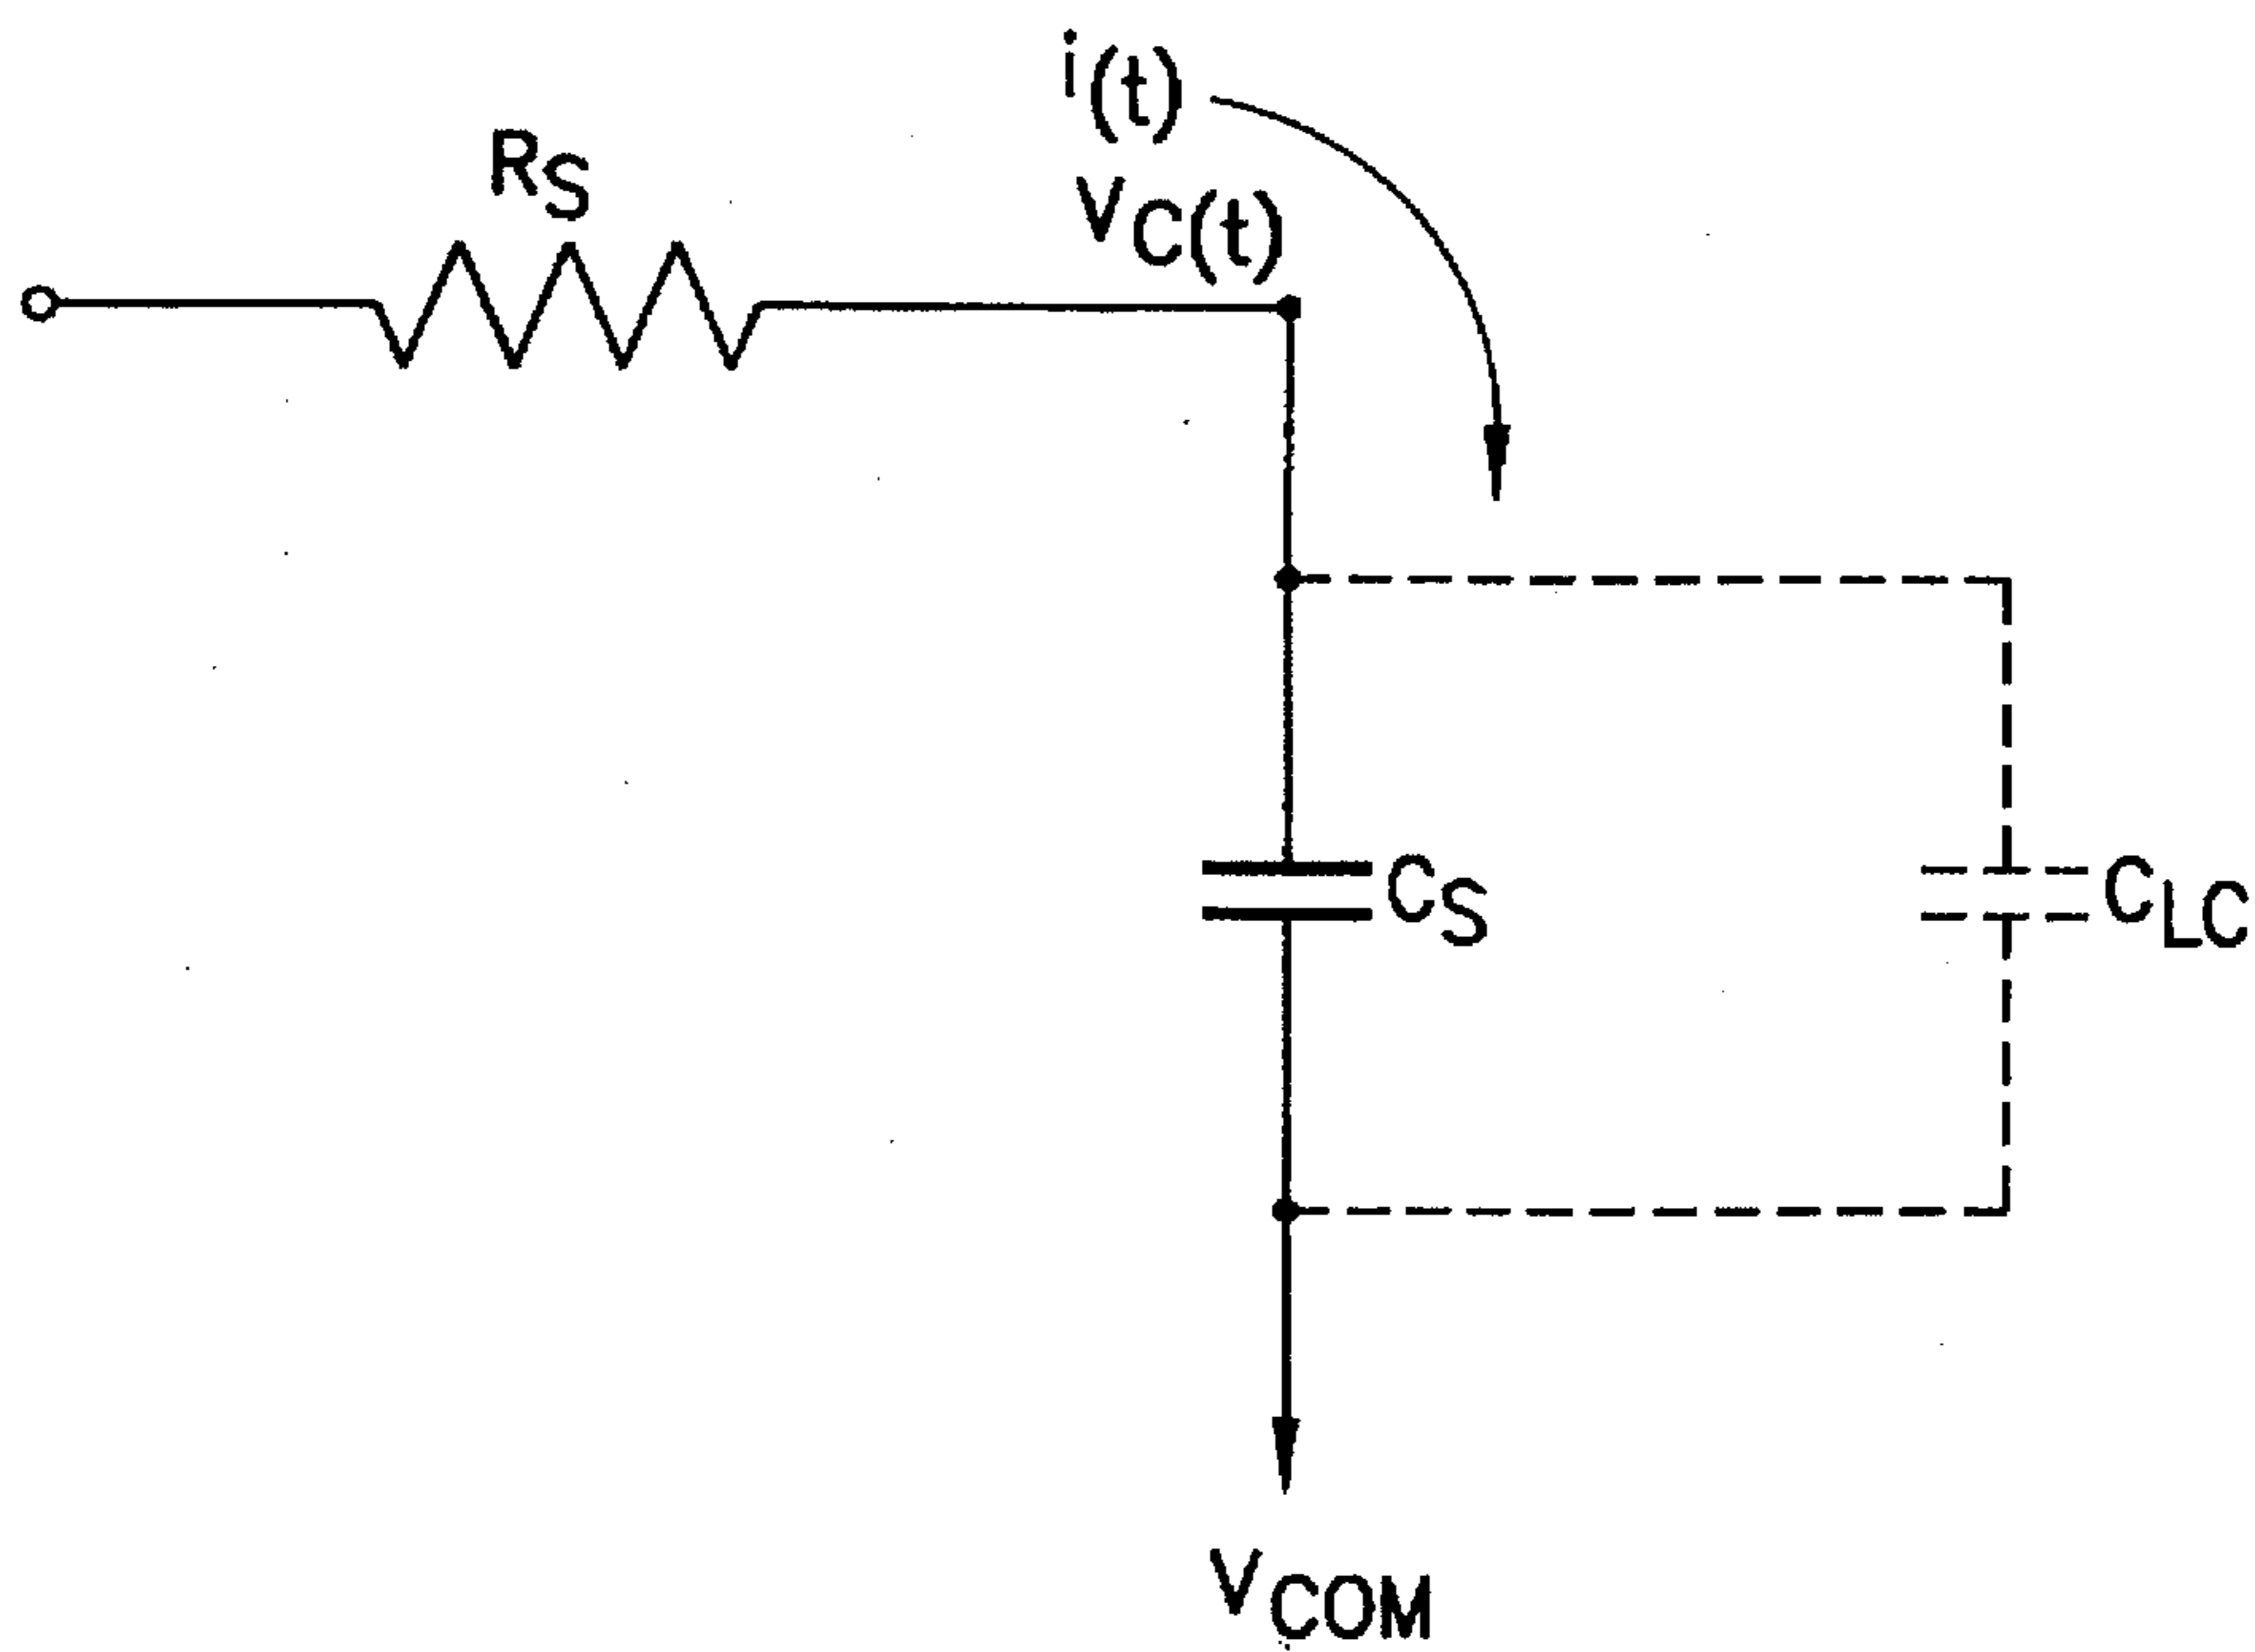 i(t)
RS
VC(t)
CS
CLC
VCOM